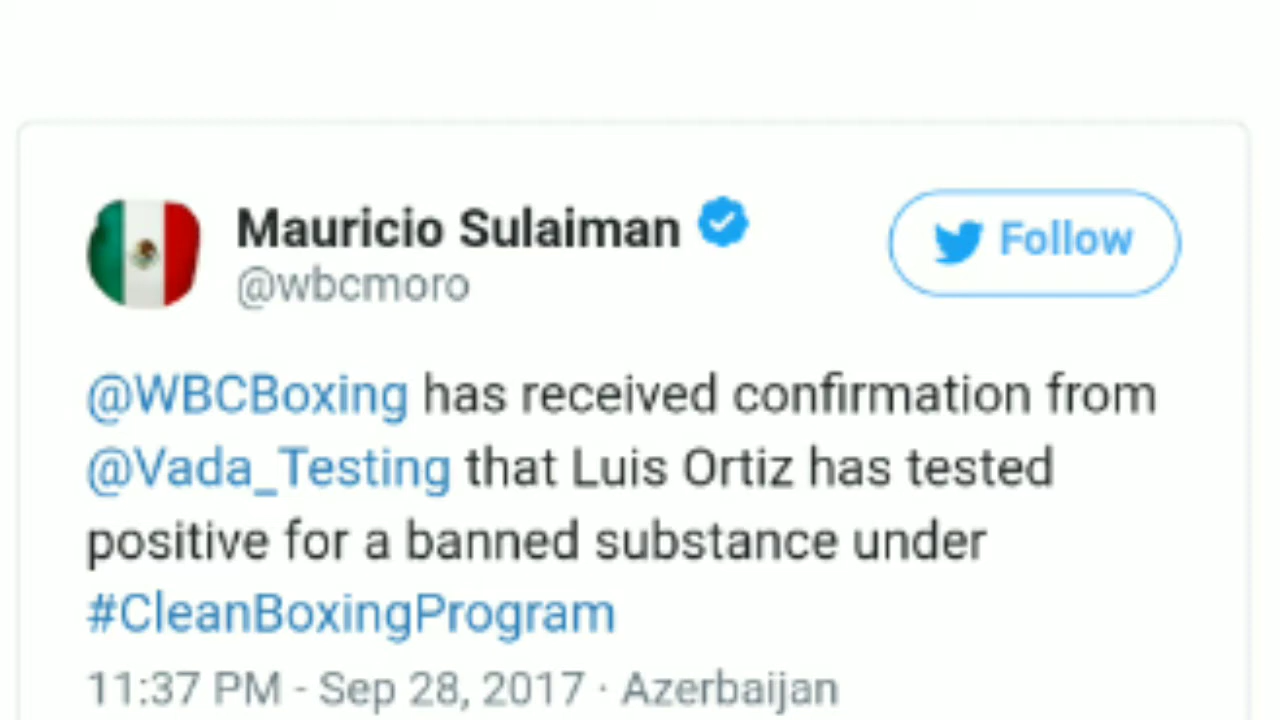 Mauricio Sulaiman
@wbcmoro
Follow
@WBCBoxing has received confirmation from
@Vada_Testing that Luis Ortiz has tested
positive for a banned substance under
#CleanBoxingProgram
11:37 PM - Sep 28, 2017 · Azerbaijan